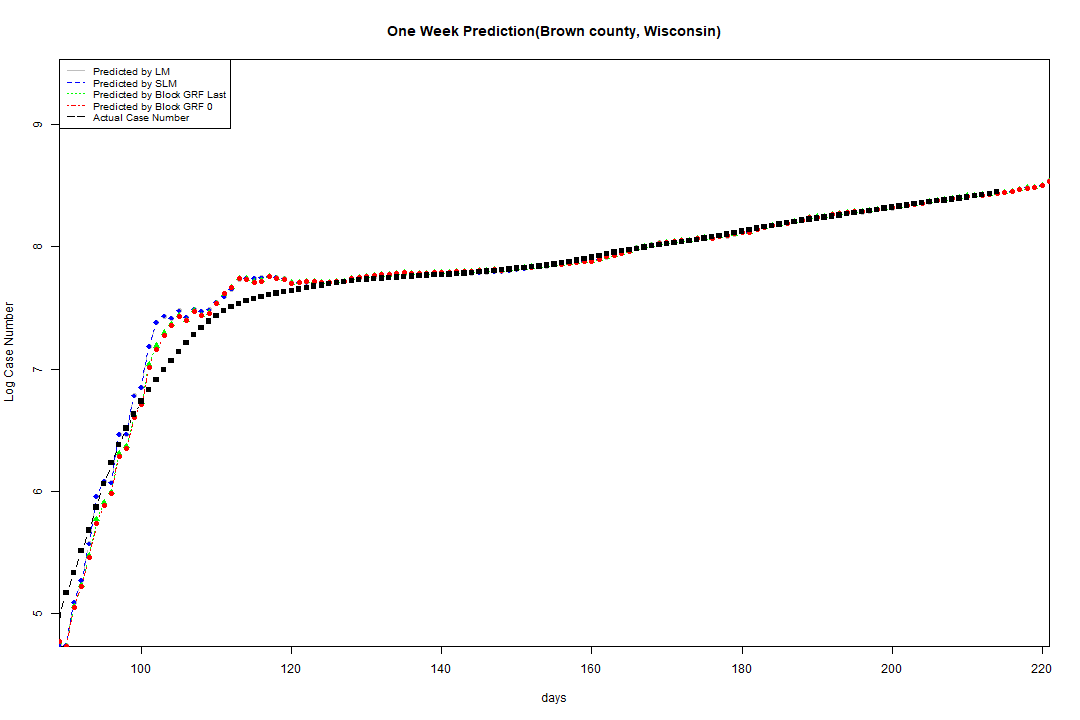 One Week Prediction(Brown county, Wisconsin)
Predicted by LM
Predicted by SLM
Predicted by Block GRF Last
Predicted by Block GRF 0
Actual Case Number
9
8
7
6
5
Log Case Number
100 120 140 160 180 200 220
days